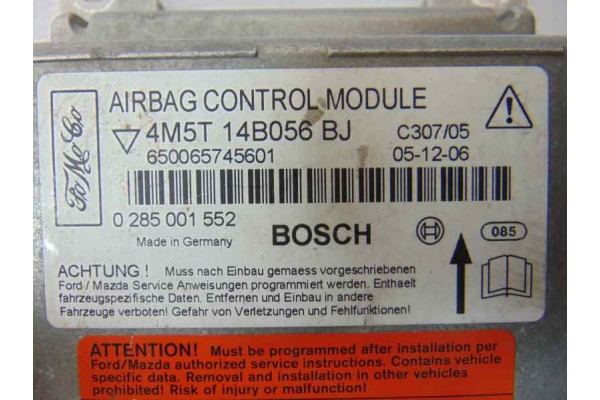 FoMoCo
AIRBAG CONTROL MODULE
4M5T 14B056 BJ C307/05
650065745601 05-12-06
0 285 001 552
Made in Germany BOSCH 085
ACHTUNG ! Muss nach Einbau gemaess vorgeschriebenen
Ford / Mazda Service Anweisungen programmiert werden. Enthaelt
fahrzeugspezifische Daten. Entfernen und Einbau in andere
Fahrzeuge verboten! Gefahr von Verletzungen und Fehlfunktionen!
ATTENTION! Must be programmed after installation per
Ford/Mazda authorized service instructions. Contains vehicle
specific data. Removal and installation in other vehicles
prohibited! Risk of injury or malfunction!